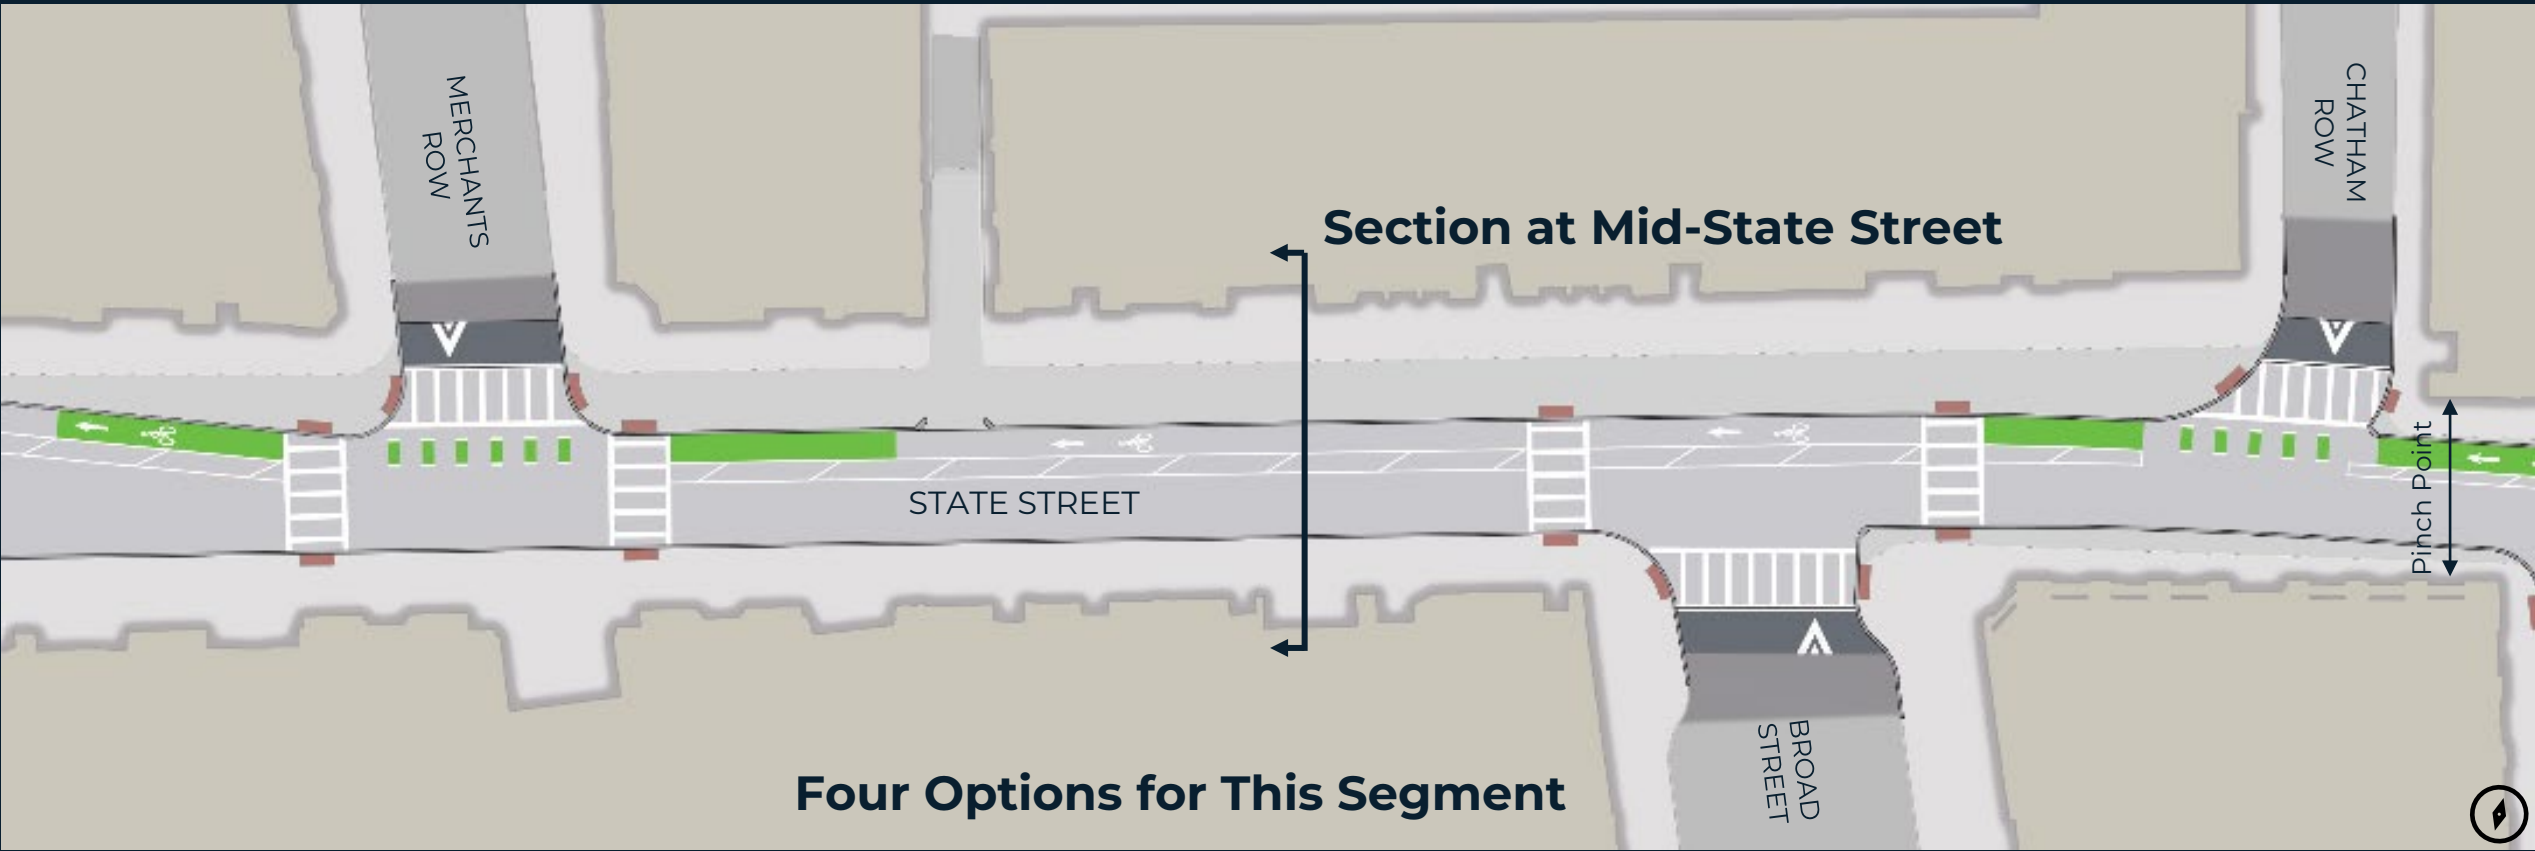 MERCHANTS
ROW
CHATHAM
ROW
Section at Mid-State Street
STATE STREET
Pinch Point
BROAD
STREET
Four Options for This Segment